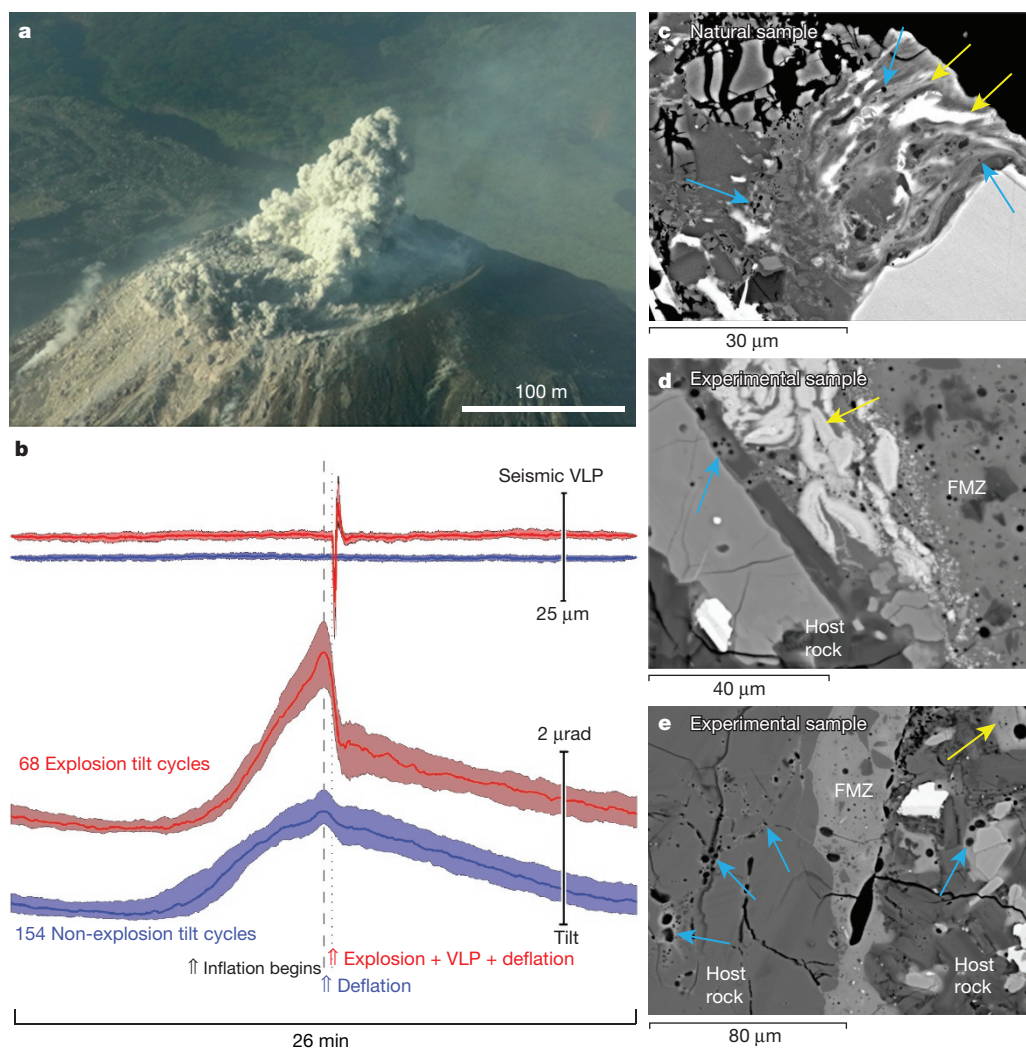 a
100 m
b
Seismic VLP
25 µm
68 Explosion tilt cycles
2 µrad
154 Non-explosion tilt cycles
Tilt
⇑ Explosion + VLP + deflation
⇑ Inflation begins
⇑ Deflation
26 min
c Natural sample
30 µm
d Experimental sample
FMZ
Host
rock
40 µm
e Experimental sample
FMZ
Host
rock
Host
rock
80 µm